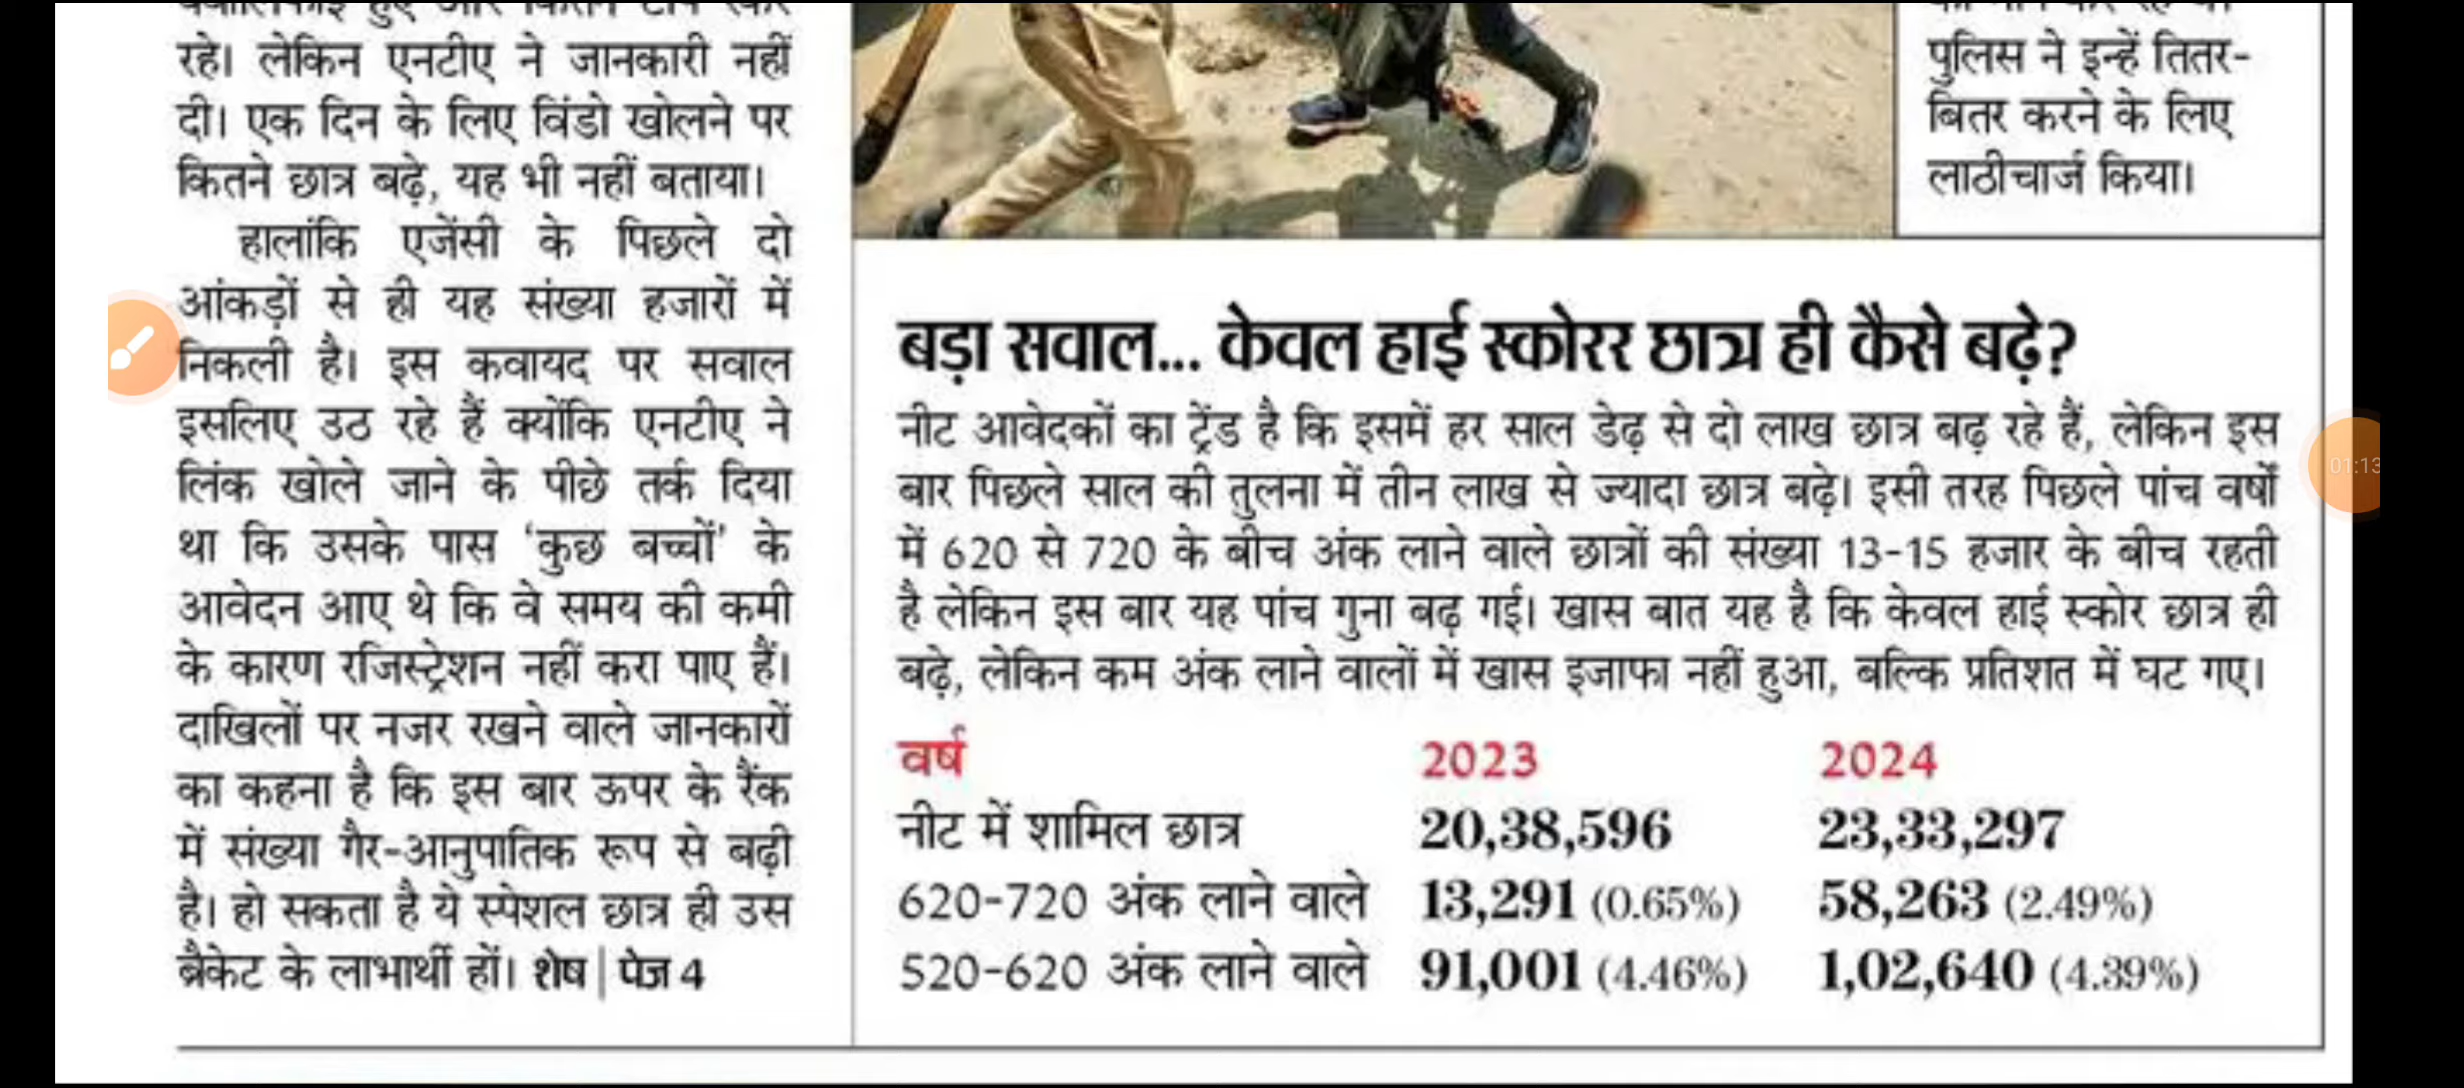 रहे। लेकिन एनटीए ने जानकारी नहीं
दी। एक दिन के लिए विंडो खोलने पर
कितने छात्र बढ़े, यह भी नहीं बताया।
हालांकि एजेंसी के पिछले दो
आंकड़ों से ही यह संख्या हजारों में
निकली है। इस कवायद पर सवाल
इसलिए उठ रहे हैं क्योंकि एनटीए ने
लिंक खोले जाने के पीछे तर्क दिया
था कि उसके पास ‘कुछ बच्चों’ के
आवेदन आए थे कि वे समय की कमी
के कारण रजिस्ट्रेशन नहीं करा पाए हैं।
दाखिलों पर नजर रखने वाले जानकारों
का कहना है कि इस बार ऊपर के रैंक
में संख्या गैर-आनुपातिक रूप से बढ़ी
है। हो सकता है ये स्पेशल छात्र ही उस
ब्रैकेट के लाभार्थी हों। शेष | पेज 4
पुलिस ने इन्हें तितर-
बितर करने के लिए
लाठीचार्ज किया।
बड़ा सवाल... केवल हाई स्कोरर छात्र ही कैसे बढ़े?
नीट आवेदकों का ट्रेंड है कि इसमें हर साल डेढ़ से दो लाख छात्र बढ़ रहे हैं, लेकिन इस
बार पिछले साल की तुलना में तीन लाख से ज्यादा छात्र बढ़े। इसी तरह पिछले पांच वर्षों
में 620 से 720 के बीच अंक लाने वाले छात्रों की संख्या 13-15 हजार के बीच रहती
है लेकिन इस बार यह पांच गुना बढ़ गई। खास बात यह है कि केवल हाई स्कोर छात्र ही
बढ़े, लेकिन कम अंक लाने वालों में खास इजाफा नहीं हुआ, बल्कि प्रतिशत में घट गए।
वर्ष 2023 2024
नीट में शामिल छात्र 20,38,596 23,33,297
620-720 अंक लाने वाले 13,291 (0.65%) 58,263 (2.49%)
520-620 अंक लाने वाले 91,001 (4.46%) 1,02,640 (4.39%)
01:13